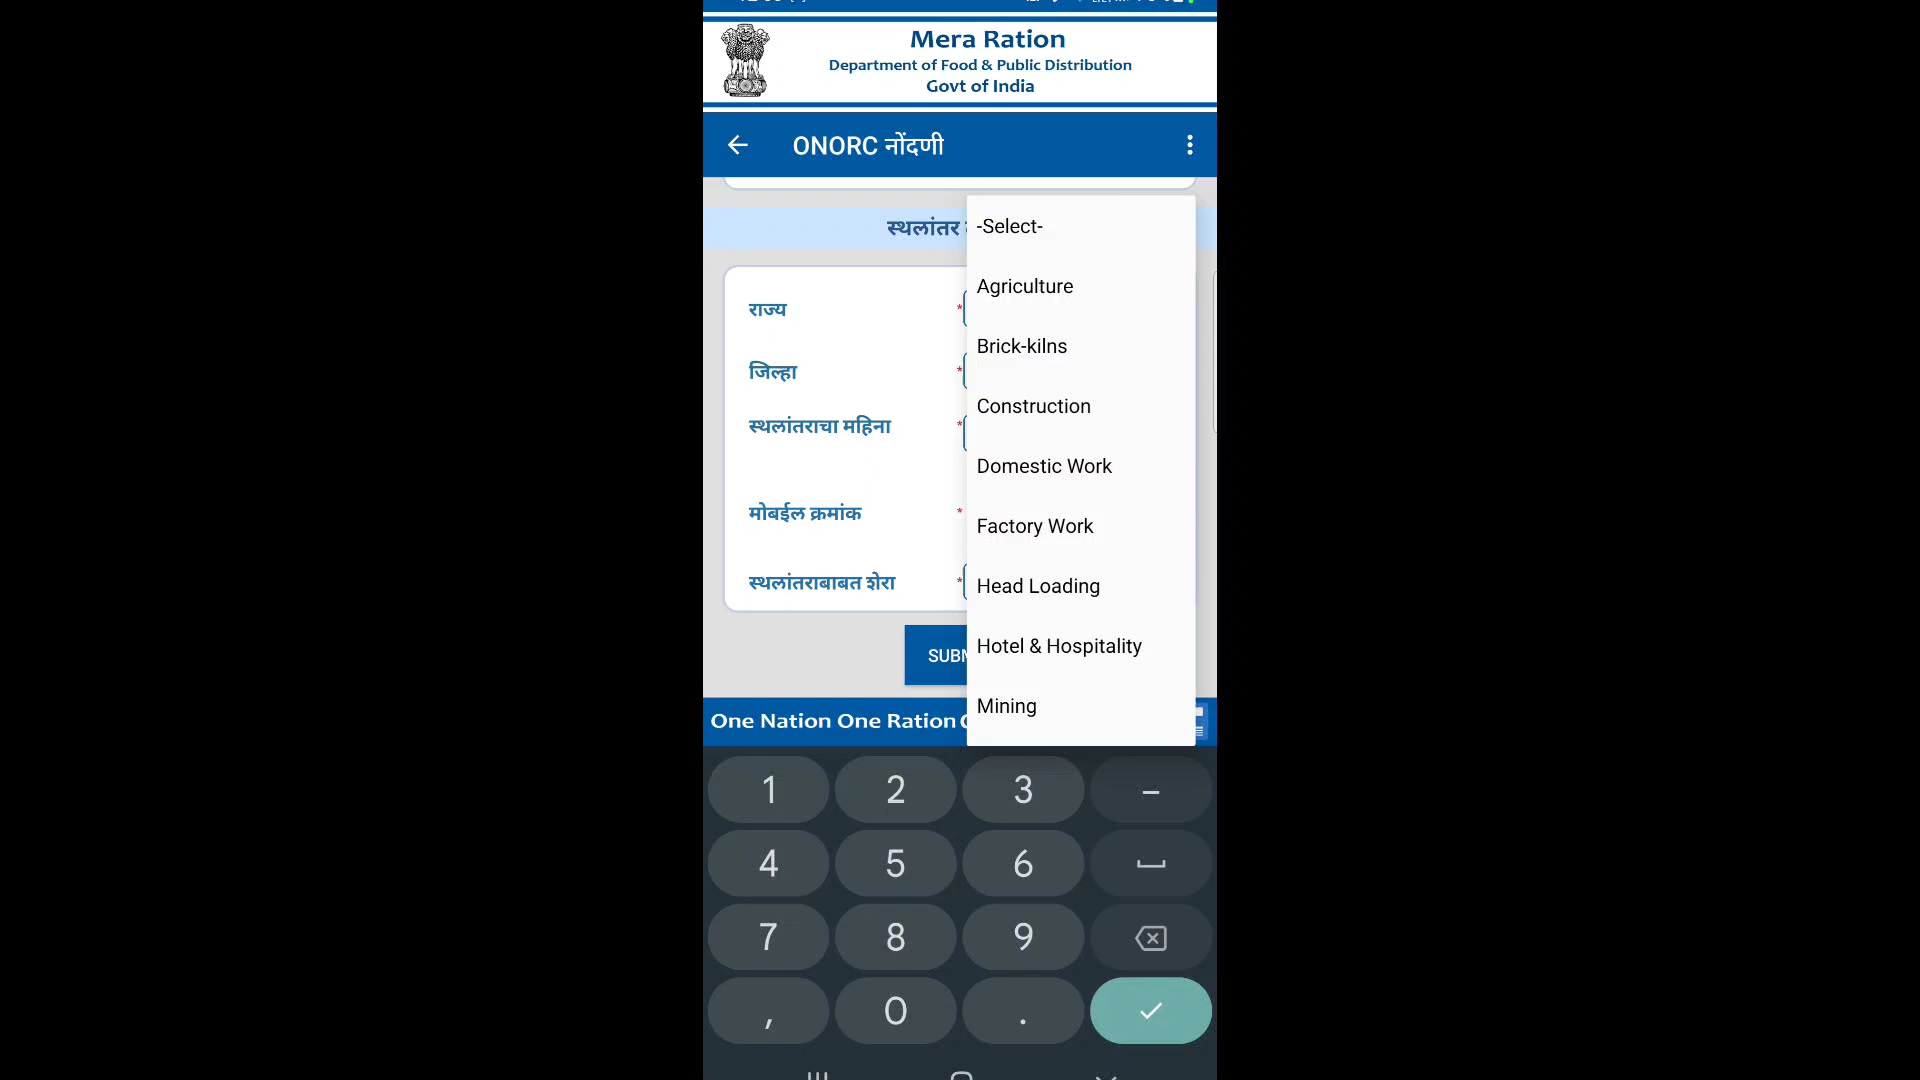 Mera Ration
Department of Food & Public Distribution
Govt of India
ONORC नोंदणी
स्थलांतर
-Select-
Agriculture
Brick-kilns
Construction
Domestic Work
Factory Work
Head Loading
Hotel & Hospitality
Mining
राज्य *
जिल्हा *
स्थलांतराचा महिना *
मोबईल क्रमांक *
स्थलांतराबाबत शेरा *
One Nation One Ration
1 2 3 –
4 5 6
7 8 9
, 0 .